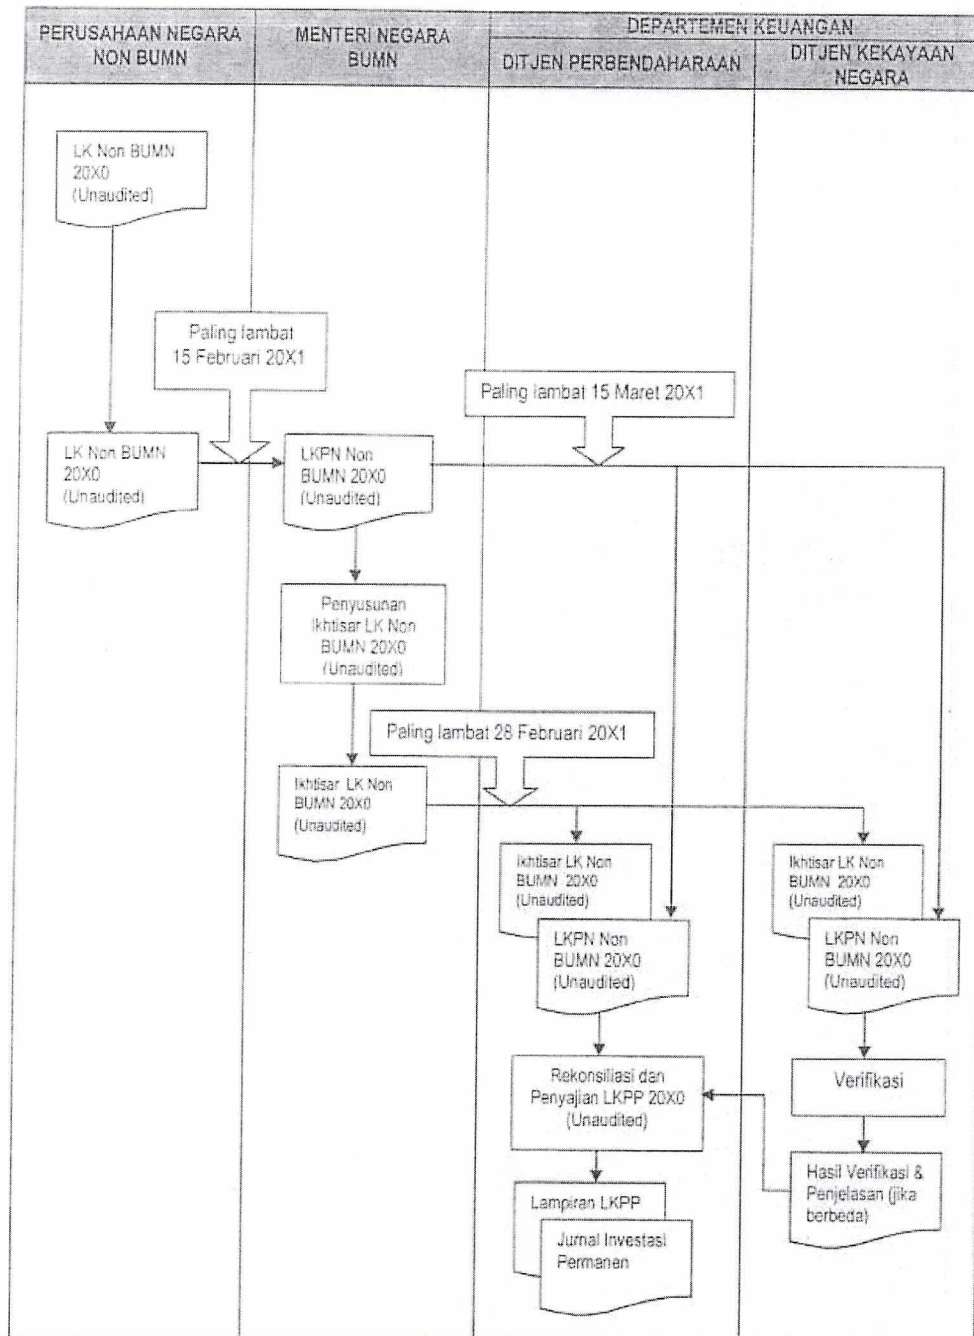 PERUSAHAAN NEGARA
NON BUMN
MENTERI NEGARA
BUMN
DEPARTEMEN KEUANGAN
DITJEN PERBENDAHARAAN
DITJEN KEKAYAAN
NEGARA
LK Non BUMN
20X0
(Unaudited)
Paling lambat
15 Februari 20X1
Paling lambat 15 Maret 20X1
LK Non BUMN
20X0
(Unaudited)
LKPN Non
BUMN 20X0
(Unaudited)
Penyusunan
Ikhtisar LK Non
BUMN 20X0
(Unaudited)
Paling lambat 28 Februari 20X1
Ikhtisar LK Non
BUMN 20X0
(Unaudited)
Ikhtisar LK Non
BUMN 20X0
(Unaudited)
LKPN Non
BUMN 20X0
(Unaudited)
Ikhtisar LK Non
BUMN 20X0
(Unaudited)
LKPN Non
BUMN 20X0
(Unaudited)
Rekonsiliasi dan
Penyajian LKPP 20X0
(Unaudited)
Verifikasi
Hasil Verifikasi &
Penjelasan (jika
berbeda)
Lampiran LKPP
Jurnal Investasi
Permanen